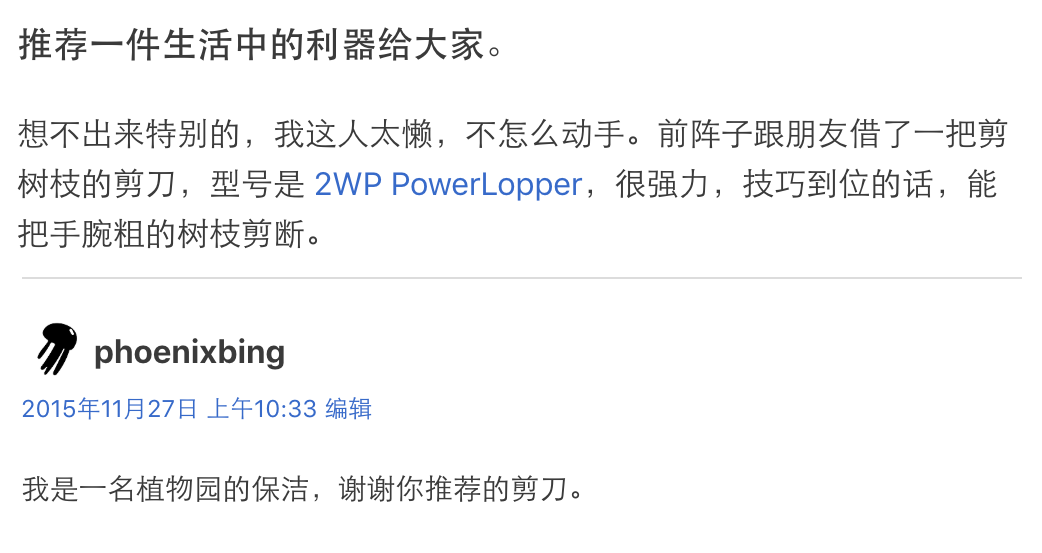 推荐一件生活中的利器给大家。
想不出来特别的，我这人太懒，不怎么动手。前阵子跟朋友借了一把剪
树枝的剪刀，型号是 2WP PowerLopper，很强力，技巧到位的话，能
把手腕粗的树枝剪断。
phoenixbing
2015年11月27日 上午10:33 编辑
我是一名植物园的保洁，谢谢你推荐的剪刀。